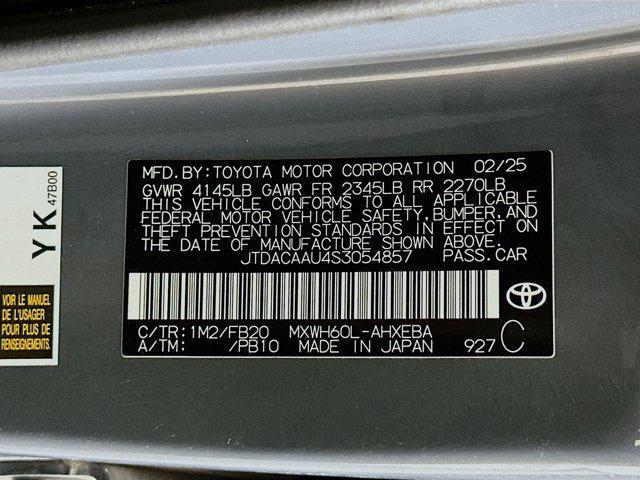 MFD.BY:TOYOTA MOTOR CORPORATION 02/25
GVWR 4145LB GAWR FR 2345LB RR 2270LB
THIS VEHICLE CONFORMS TO ALL APPLICABLE
FEDERAL MOTOR VEHICLE SAFETY, BUMPER, AND
THEFT PREVENTION STANDARDS IN EFFECT ON
THE DATE OF MANUFACTURE SHOWN ABOVE.
JTDACAAU4S3054857 PASS.CAR
C/TR:1M2/FB20 MXWH60L-AHXEBA
A/TM: /PB10 MADE IN JAPAN 927 C
YK
47B00
VOIR LE MANUEL
DE L'USAGER
POUR PLUS DE
RENSEIGNEMENTS.